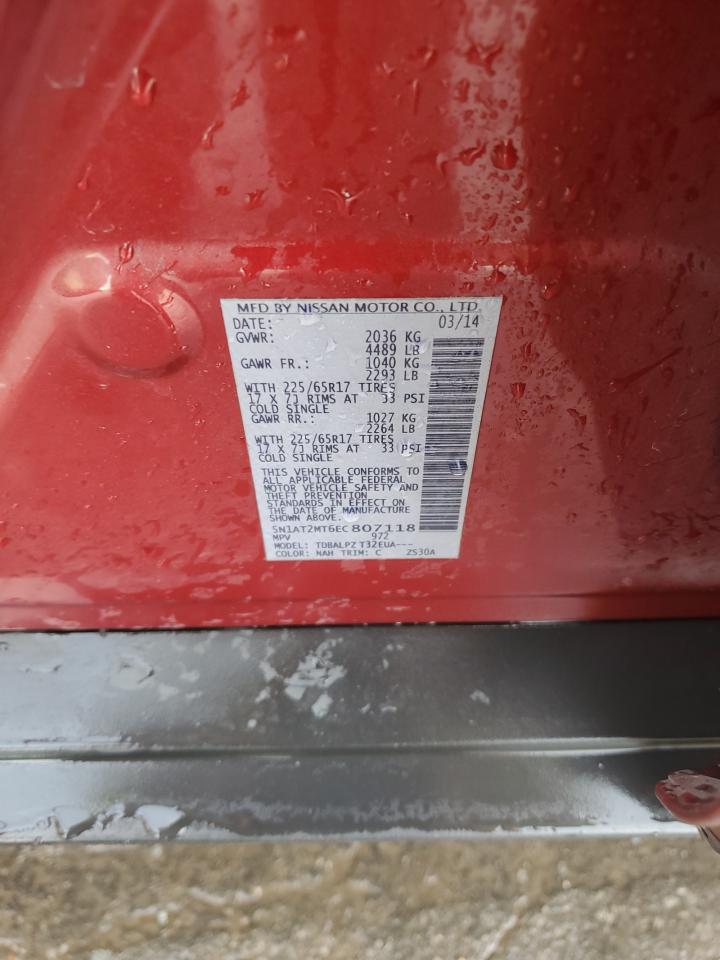 MFD BY NISSAN MOTOR CO., LTD.
DATE: 03/14
GVWR: 2036 KG
4489 LB
GAWR FR.: 1040 KG
2293 LB
WITH 225/65R17 TIRES
17 X 7J RIMS AT 33 PSI
COLD SINGLE
GAWR RR.: 1027 KG
2264 LB
WITH 225/65R17 TIRES
17 X 7J RIMS AT 33 PSI
COLD SINGLE
THIS VEHICLE CONFORMS TO
ALL APPLICABLE FEDERAL
MOTOR VEHICLE SAFETY AND
THEFT PREVENTION
STANDARDS IN EFFECT ON
THE DATE OF MANUFACTURE
SHOWN ABOVE.
5N1AT2MT6EC807118
MPV 972
MODEL: TDBALPZ T32EUA---
COLOR: NAH TRIM: C ZS30A